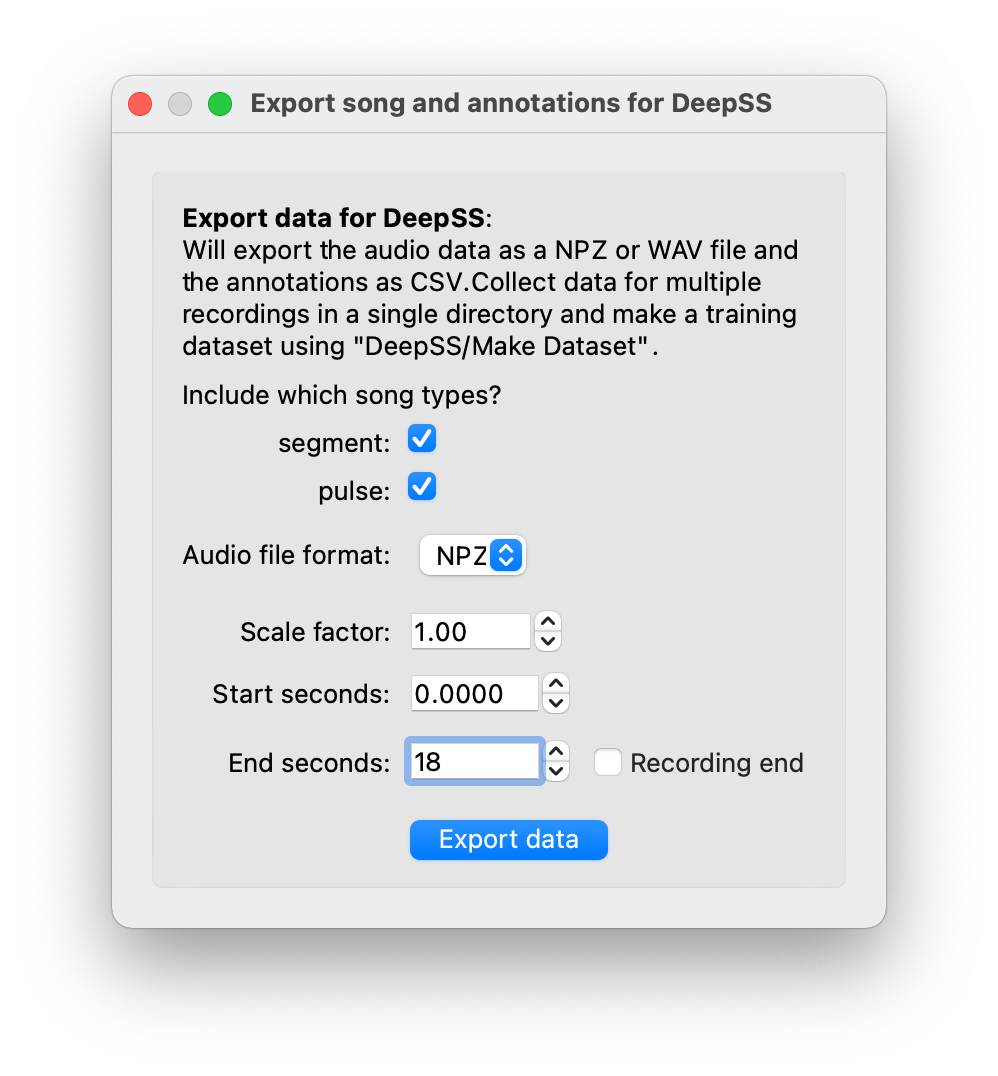 Export song and annotations for DeepSS
Export data for DeepSS:
Will export the audio data as a NPZ or WAV file and
the annotations as CSV.Collect data for multiple
recordings in a single directory and make a training
dataset using "DeepSS/Make Dataset".
Include which song types?
segment:
pulse:
Audio file format: NPZ
Scale factor: 1.00
Start seconds: 0.0000
End seconds: 18 Recording end
Export data